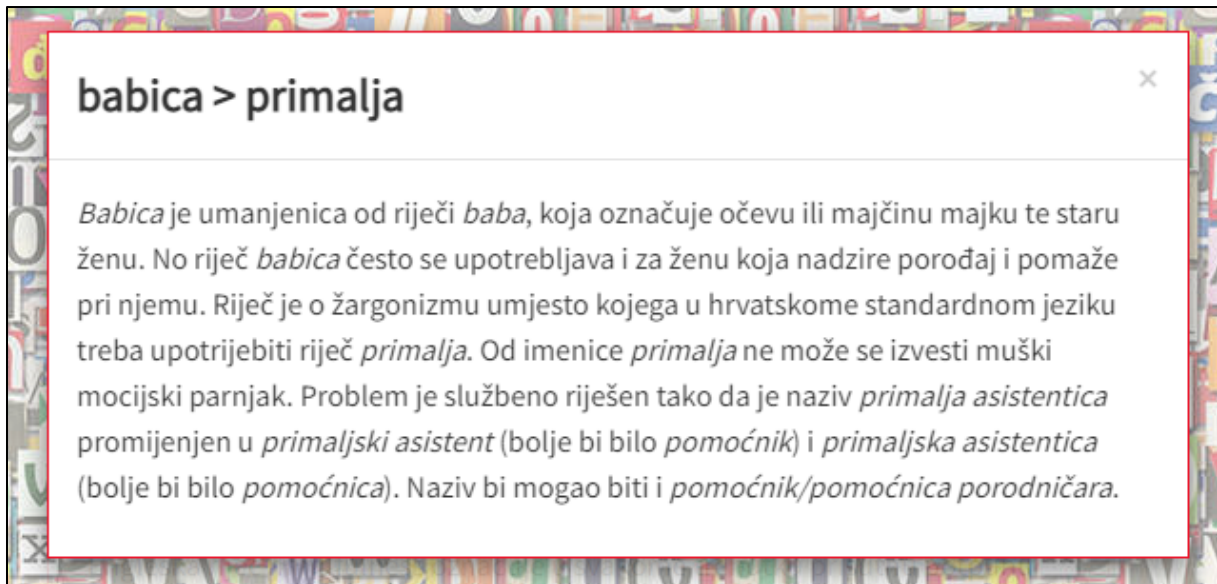 babica > primalja
×
Babica je umanjenica od riječi baba, koja označuje očevu ili majčinu majku te staru
ženu. No riječ babica često se upotrebljava i za ženu koja nadzire porođaj i pomaže
pri njemu. Riječ je o žargonizmu umjesto kojega u hrvatskome standardnom jeziku
treba upotrijebiti riječ primalja. Od imenice primalja ne može se izvesti muški
mocijski parnjak. Problem je službeno riješen tako da je naziv primalja asistentica
promijenjen u primaljski asistent (bolje bi bilo pomoćnik) i primaljska asistentica
(bolje bi bilo pomoćnica). Naziv bi mogao biti i pomoćnik/pomoćnica porodničara.